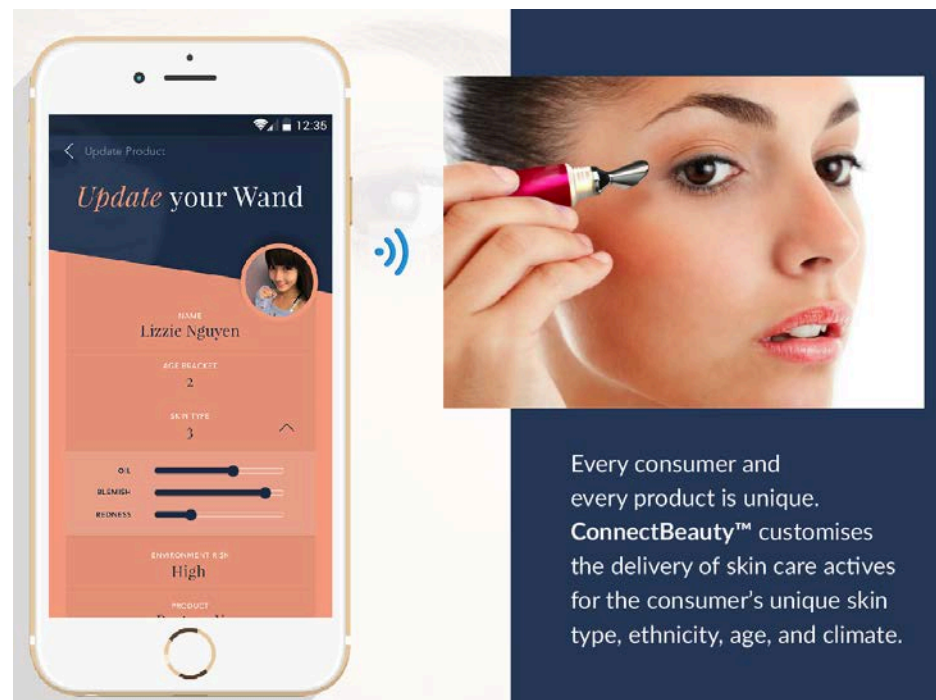 12:35
Update Product
Update your Wand
NAME
Lizzie Nguyen
AGE BRACKET
2
SKIN TYPE
3
OIL
BLEMISH
REDNESS
ENVIRONMENT RISK
High
PRODUCT
Every consumer and
every product is unique.
ConnectBeauty™ customises
the delivery of skin care actives
for the consumer's unique skin
type, ethnicity, age, and climate.